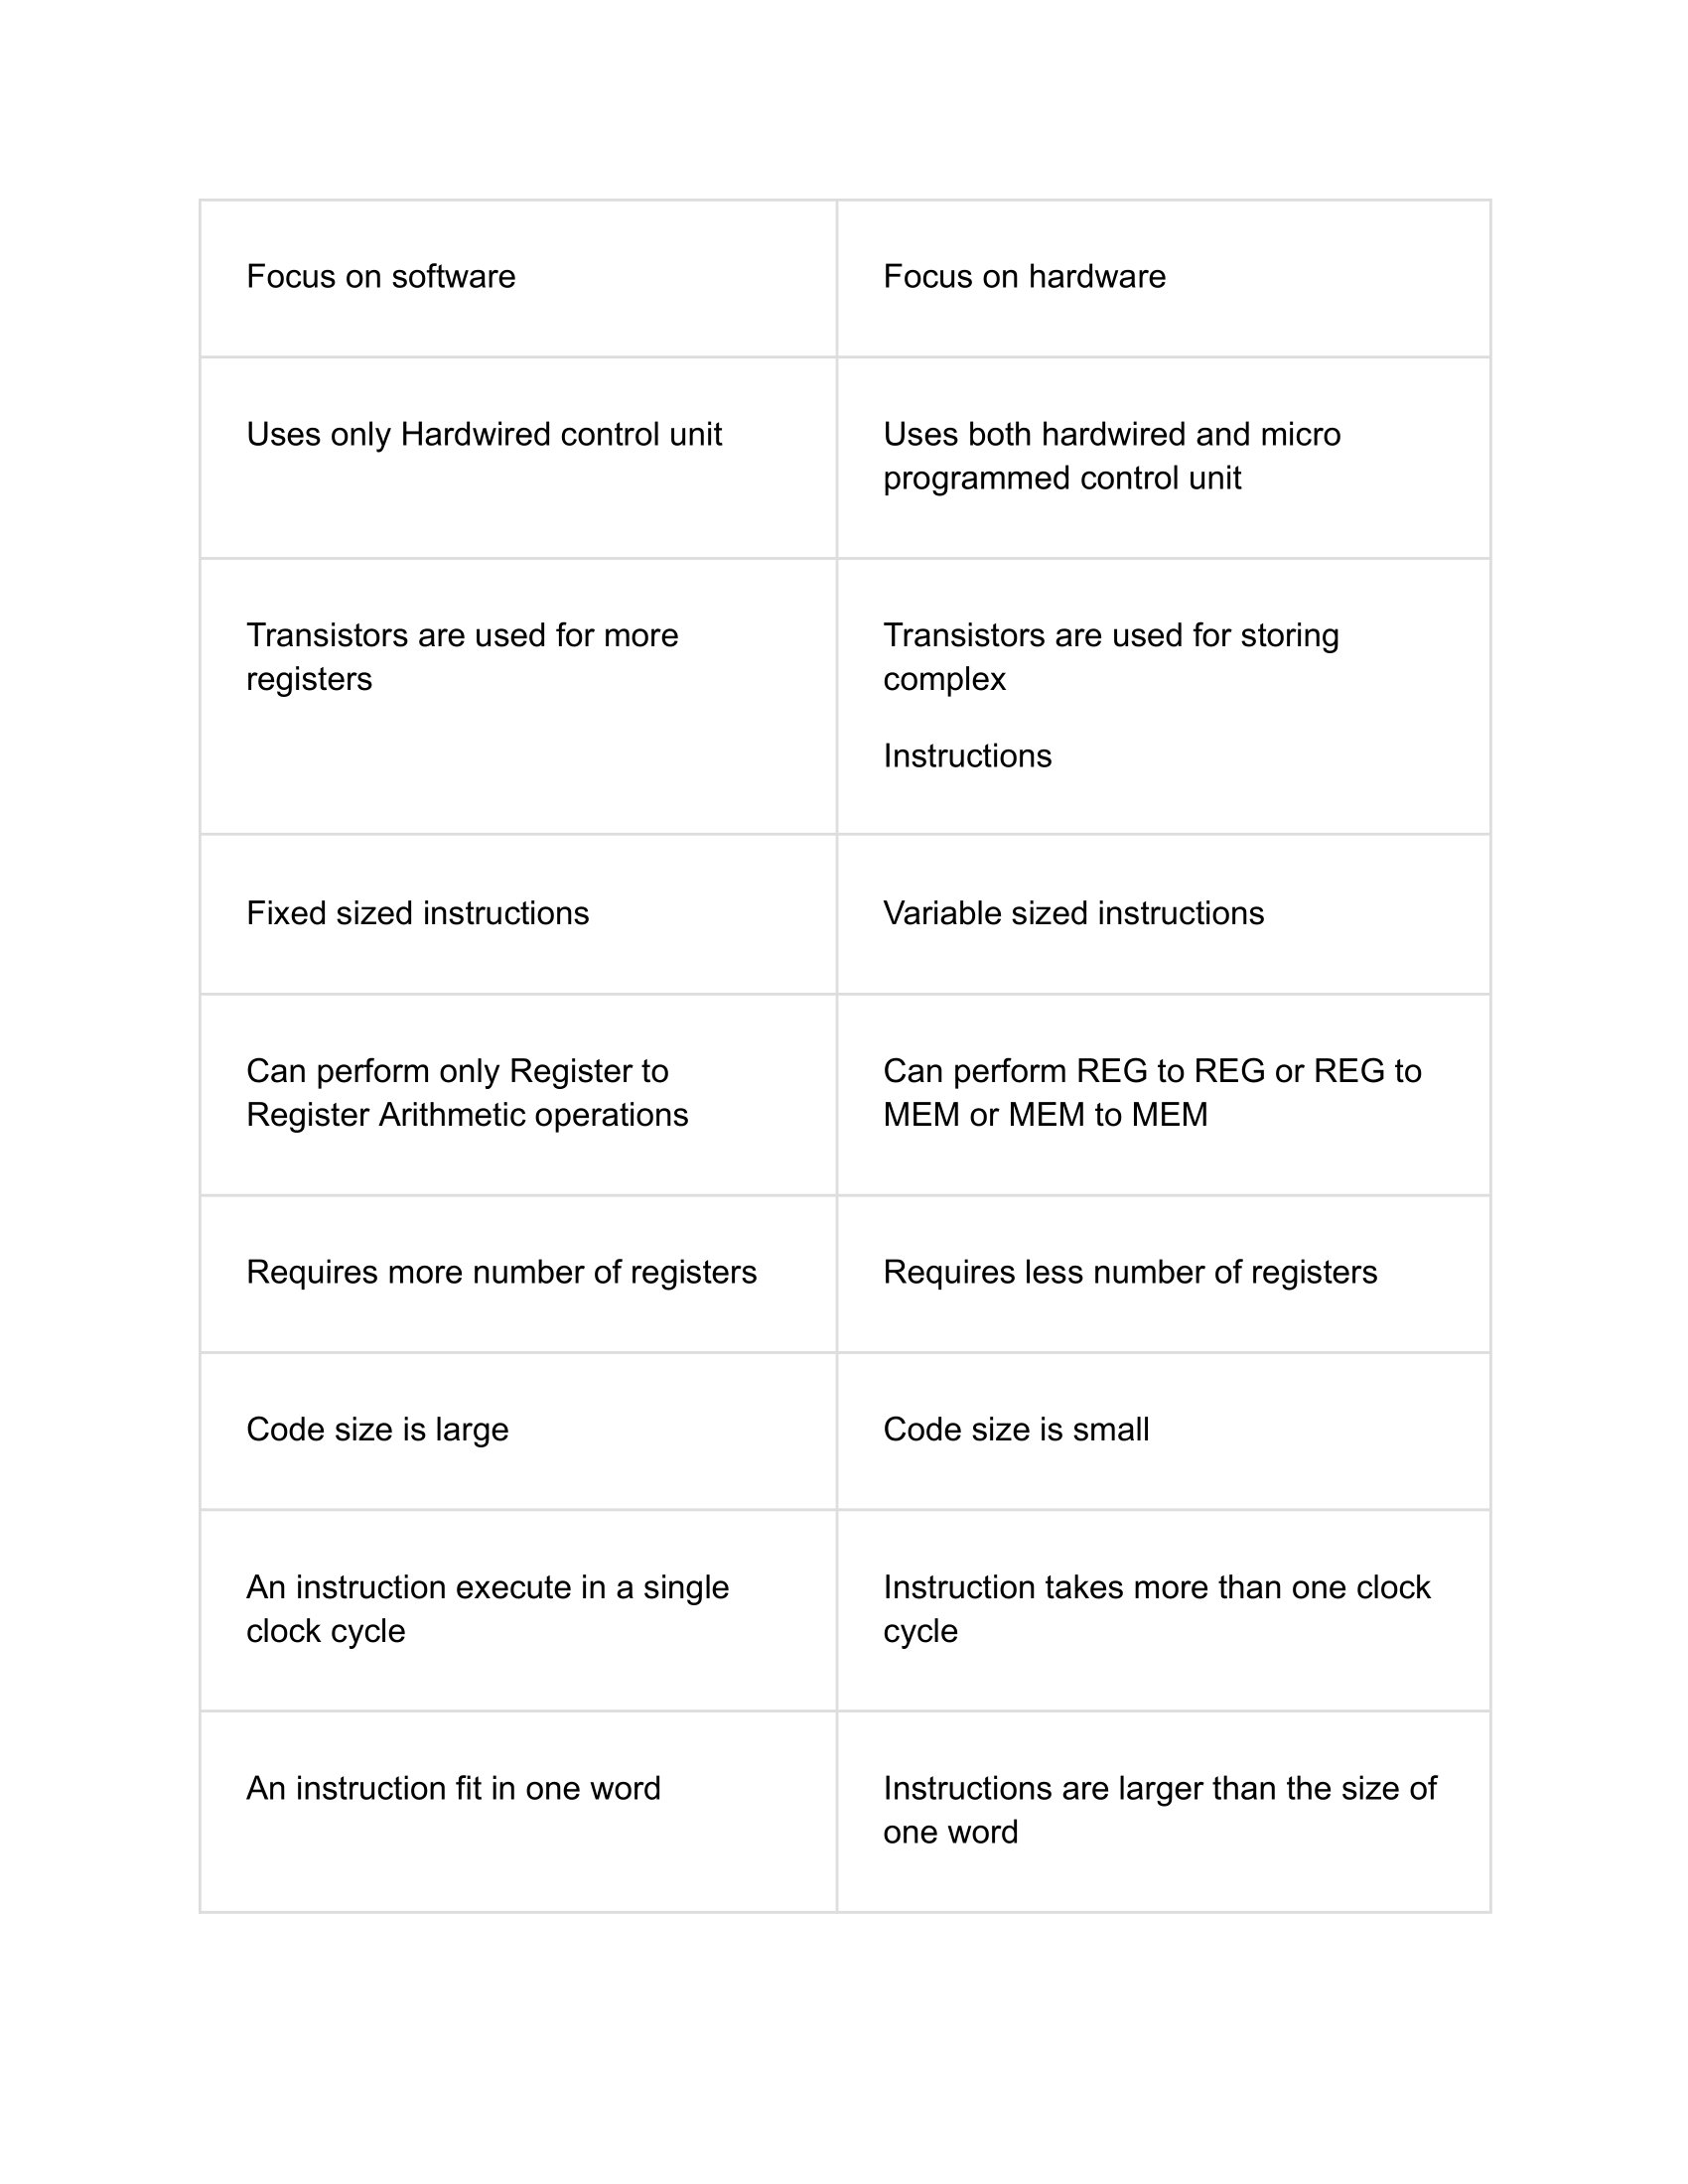 Focus on software
Focus on hardware
Uses only Hardwired control unit
Uses both hardwired and micro
programmed control unit
Transistors are used for more
registers
Transistors are used for storing
complex
Instructions
Fixed sized instructions
Variable sized instructions
Can perform only Register to
Register Arithmetic operations
Can perform REG to REG or REG to
MEM or MEM to MEM
Requires more number of registers
Requires less number of registers
Code size is large
Code size is small
An instruction execute in a single
clock cycle
Instruction takes more than one clock
cycle
An instruction fit in one word
Instructions are larger than the size of
one word